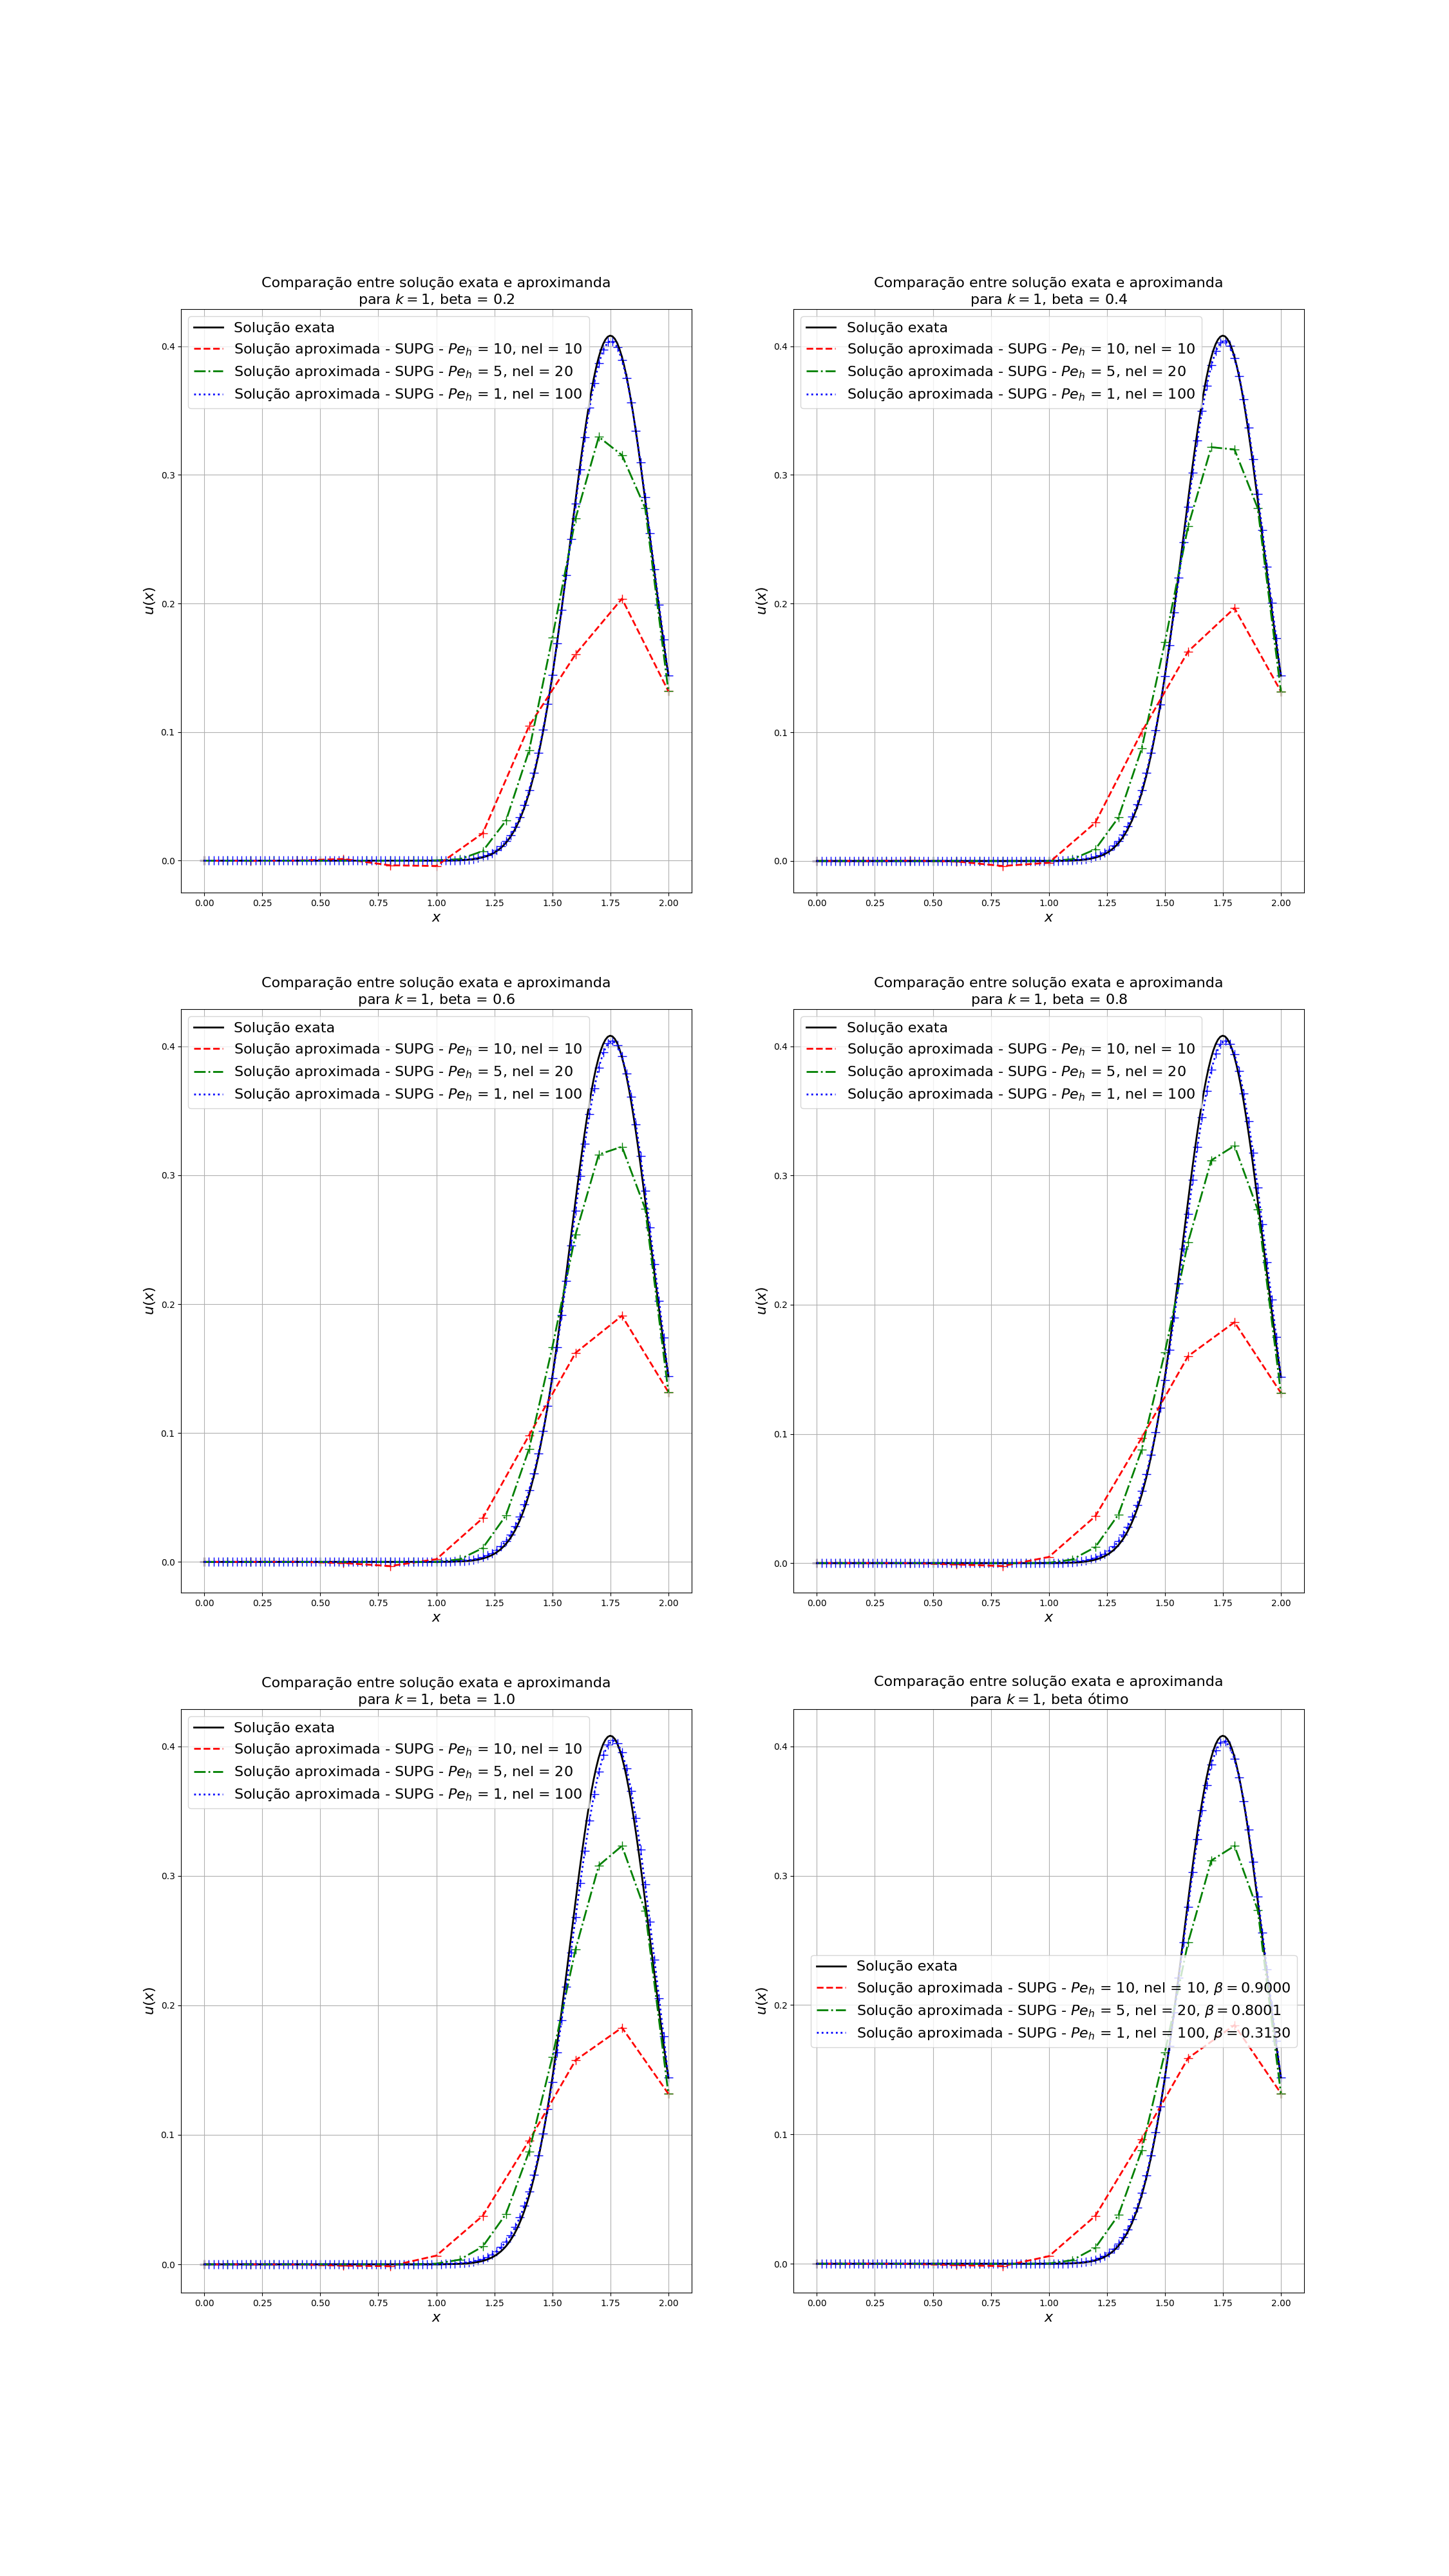 Comparação entre solução exata e aproximanda
para k = 1, beta = 0.2
Solução exata
Solução aproximada - SUPG - Peₕ = 10, nel = 10
Solução aproximada - SUPG - Peₕ = 5, nel = 20
Solução aproximada - SUPG - Peₕ = 1, nel = 100
0.4
0.3
0.2
0.1
0.0
u(x)
0.00 0.25 0.50 0.75 1.00 1.25 1.50 1.75 2.00
x
Comparação entre solução exata e aproximanda
para k = 1, beta = 0.4
Solução exata
Solução aproximada - SUPG - Peₕ = 10, nel = 10
Solução aproximada - SUPG - Peₕ = 5, nel = 20
Solução aproximada - SUPG - Peₕ = 1, nel = 100
0.4
0.3
0.2
0.1
0.0
u(x)
0.00 0.25 0.50 0.75 1.00 1.25 1.50 1.75 2.00
x
Comparação entre solução exata e aproximanda
para k = 1, beta = 0.6
Solução exata
Solução aproximada - SUPG - Peₕ = 10, nel = 10
Solução aproximada - SUPG - Peₕ = 5, nel = 20
Solução aproximada - SUPG - Peₕ = 1, nel = 100
0.4
0.3
0.2
0.1
0.0
u(x)
0.00 0.25 0.50 0.75 1.00 1.25 1.50 1.75 2.00
x
Comparação entre solução exata e aproximanda
para k = 1, beta = 0.8
Solução exata
Solução aproximada - SUPG - Peₕ = 10, nel = 10
Solução aproximada - SUPG - Peₕ = 5, nel = 20
Solução aproximada - SUPG - Peₕ = 1, nel = 100
0.4
0.3
0.2
0.1
0.0
u(x)
0.00 0.25 0.50 0.75 1.00 1.25 1.50 1.75 2.00
x
Comparação entre solução exata e aproximanda
para k = 1, beta = 1.0
Solução exata
Solução aproximada - SUPG - Peₕ = 10, nel = 10
Solução aproximada - SUPG - Peₕ = 5, nel = 20
Solução aproximada - SUPG - Peₕ = 1, nel = 100
0.4
0.3
0.2
0.1
0.0
u(x)
0.00 0.25 0.50 0.75 1.00 1.25 1.50 1.75 2.00
x
Comparação entre solução exata e aproximanda
para k = 1, beta ótimo
0.4
0.3
0.2
0.1
0.0
u(x)
Solução exata
Solução aproximada - SUPG - Peₕ = 10, nel = 10, β = 0.9000
Solução aproximada - SUPG - Peₕ = 5, nel = 20, β = 0.8001
Solução aproximada - SUPG - Peₕ = 1, nel = 100, β = 0.3130
0.00 0.25 0.50 0.75 1.00 1.25 1.50 1.75 2.00
x